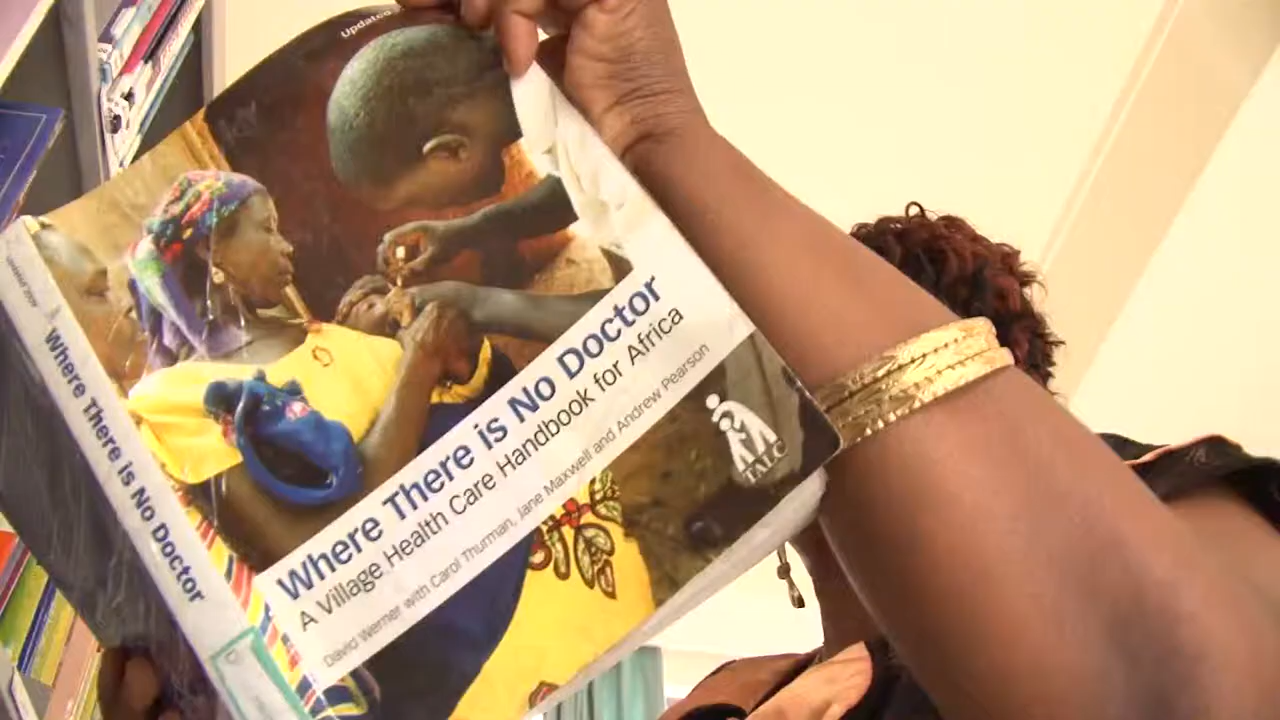 Updated
Where There is No Doctor
A Village Health Care Handbook for Africa
David Werner with Carol Thurman, Jane Maxwell and Andrew Pearson
TALC
Where There is No Doctor